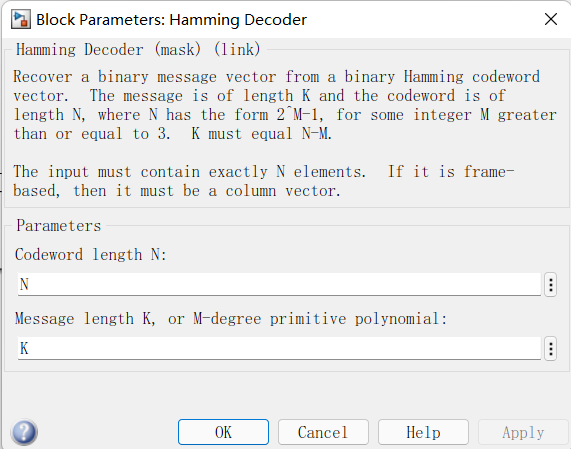 Block Parameters: Hamming Decoder
Hamming Decoder (mask) (link)
Recover a binary message vector from a binary Hamming codeword
vector.  The message is of length K and the codeword is of
length N, where N has the form 2^M-1, for some integer M greater
than or equal to 3.  K must equal N-M.
The input must contain exactly N elements.  If it is frame-
based, then it must be a column vector.
Parameters
Codeword length N:
N
Message length K, or M-degree primitive polynomial:
K
OK Cancel Help Apply